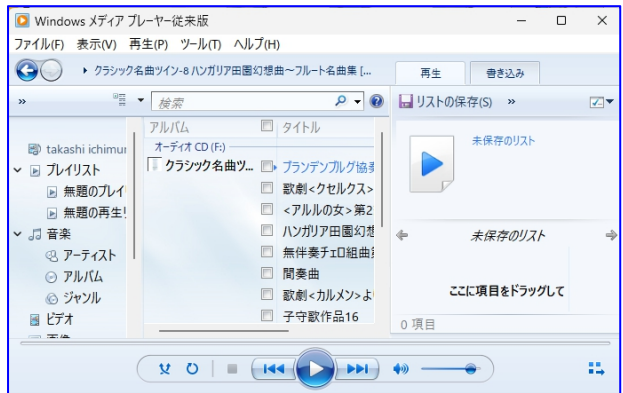 Windows メディア プレーヤー従来版
ファイル(F) 表示(V) 再生(P) ツール(T) ヘルプ(H)
クラシック名曲ツイン-8 ハンガリア田園幻想曲～フルート名曲集 [...
再生
書き込み
»
検索
リストの保存(S) »
アルバム
タイトル
オーディオ CD (F:)
クラシック名曲ツ...
ブランデンブルグ協奏
歌劇<クセルクス>
<アルルの女>第2
ハンガリア田園幻想
無伴奏チェロ組曲
間奏曲
歌劇<カルメン>よ
子守歌作品16
takashi ichimur
プレイリスト
無題のプレイ
無題の再生
音楽
アーティスト
アルバム
ジャンル
ビデオ
未保存のリスト
未保存のリスト
ここに項目をドラッグして
0 項目